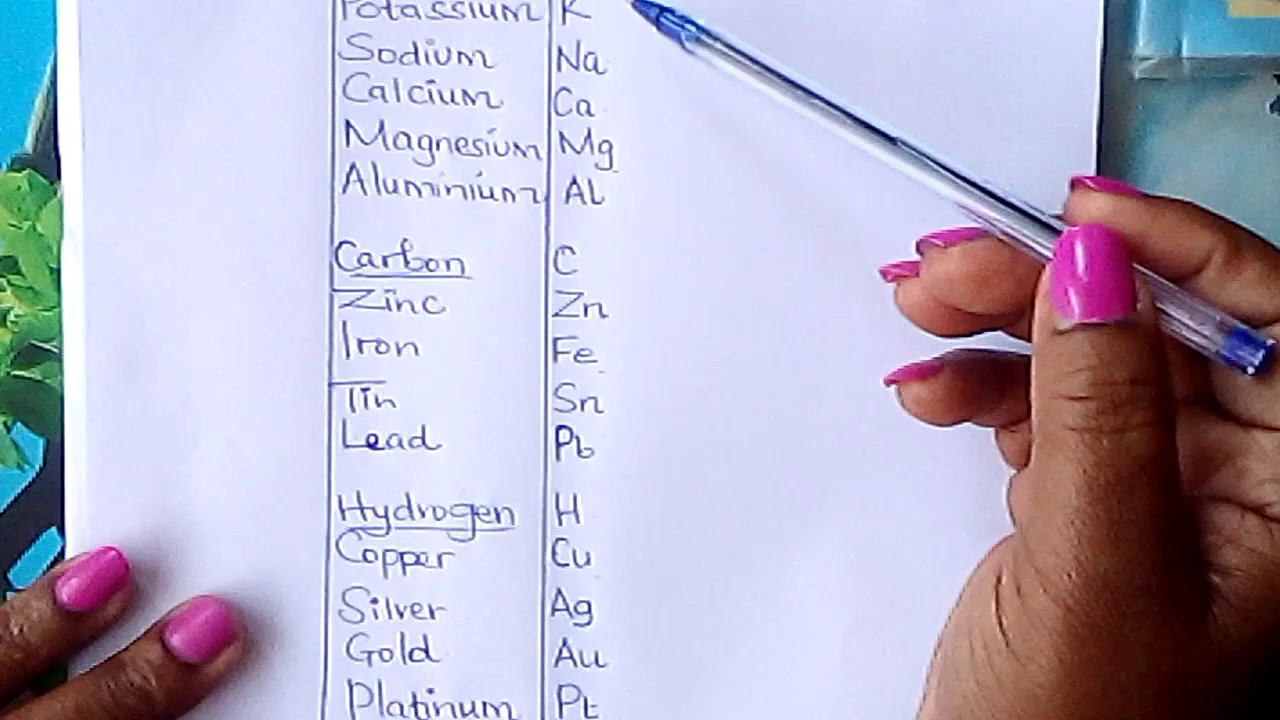 Potassium K
Sodium Na
Calcium Ca
Magnesium Mg
Aluminium Al
Carbon C
Zinc Zn
Iron Fe
Tin Sn
Lead Pb
Hydrogen H
Copper Cu
Silver Ag
Gold Au
Platinum Pt